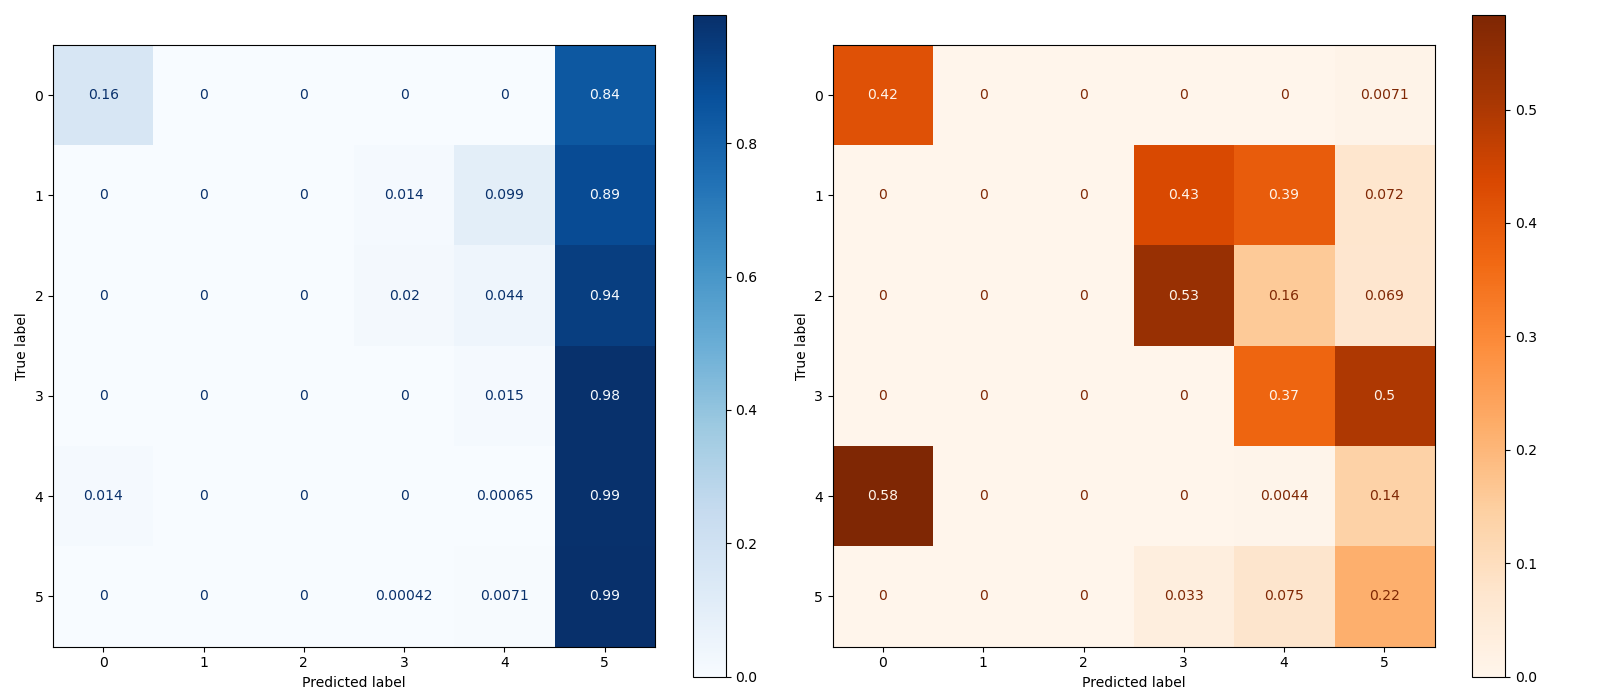 0 0.16 0 0 0 0 0.84
1 0 0 0 0.014 0.099 0.89
2 0 0 0 0.02 0.044 0.94
3 0 0 0 0 0.015 0.98
4 0.014 0 0 0 0.00065 0.99
5 0 0 0 0.00042 0.0071 0.99
0 1 2 3 4 5
True label
Predicted label
0.8
0.6
0.4
0.2
0.0
0 0.42 0 0 0 0 0.0071
1 0 0 0 0.43 0.39 0.072
2 0 0 0 0.53 0.16 0.069
3 0 0 0 0 0.37 0.5
4 0.58 0 0 0 0.0044 0.14
5 0 0 0 0.033 0.075 0.22
0 1 2 3 4 5
True label
Predicted label
0.5
0.4
0.3
0.2
0.1
0.0